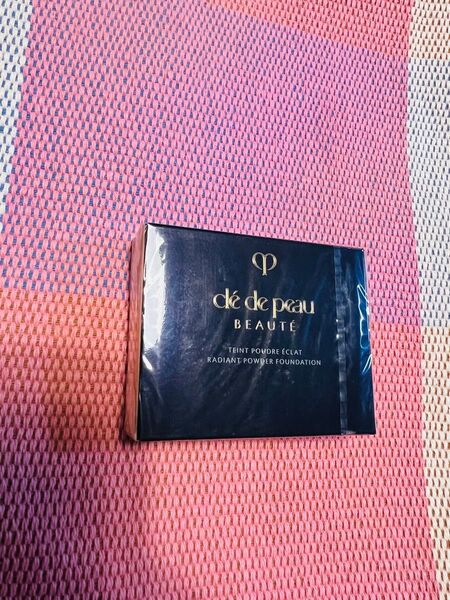 clé de peau
BEAUTÉ
TEINT POUDRE ÉCLAT
RADIANT POWDER FOUNDATION